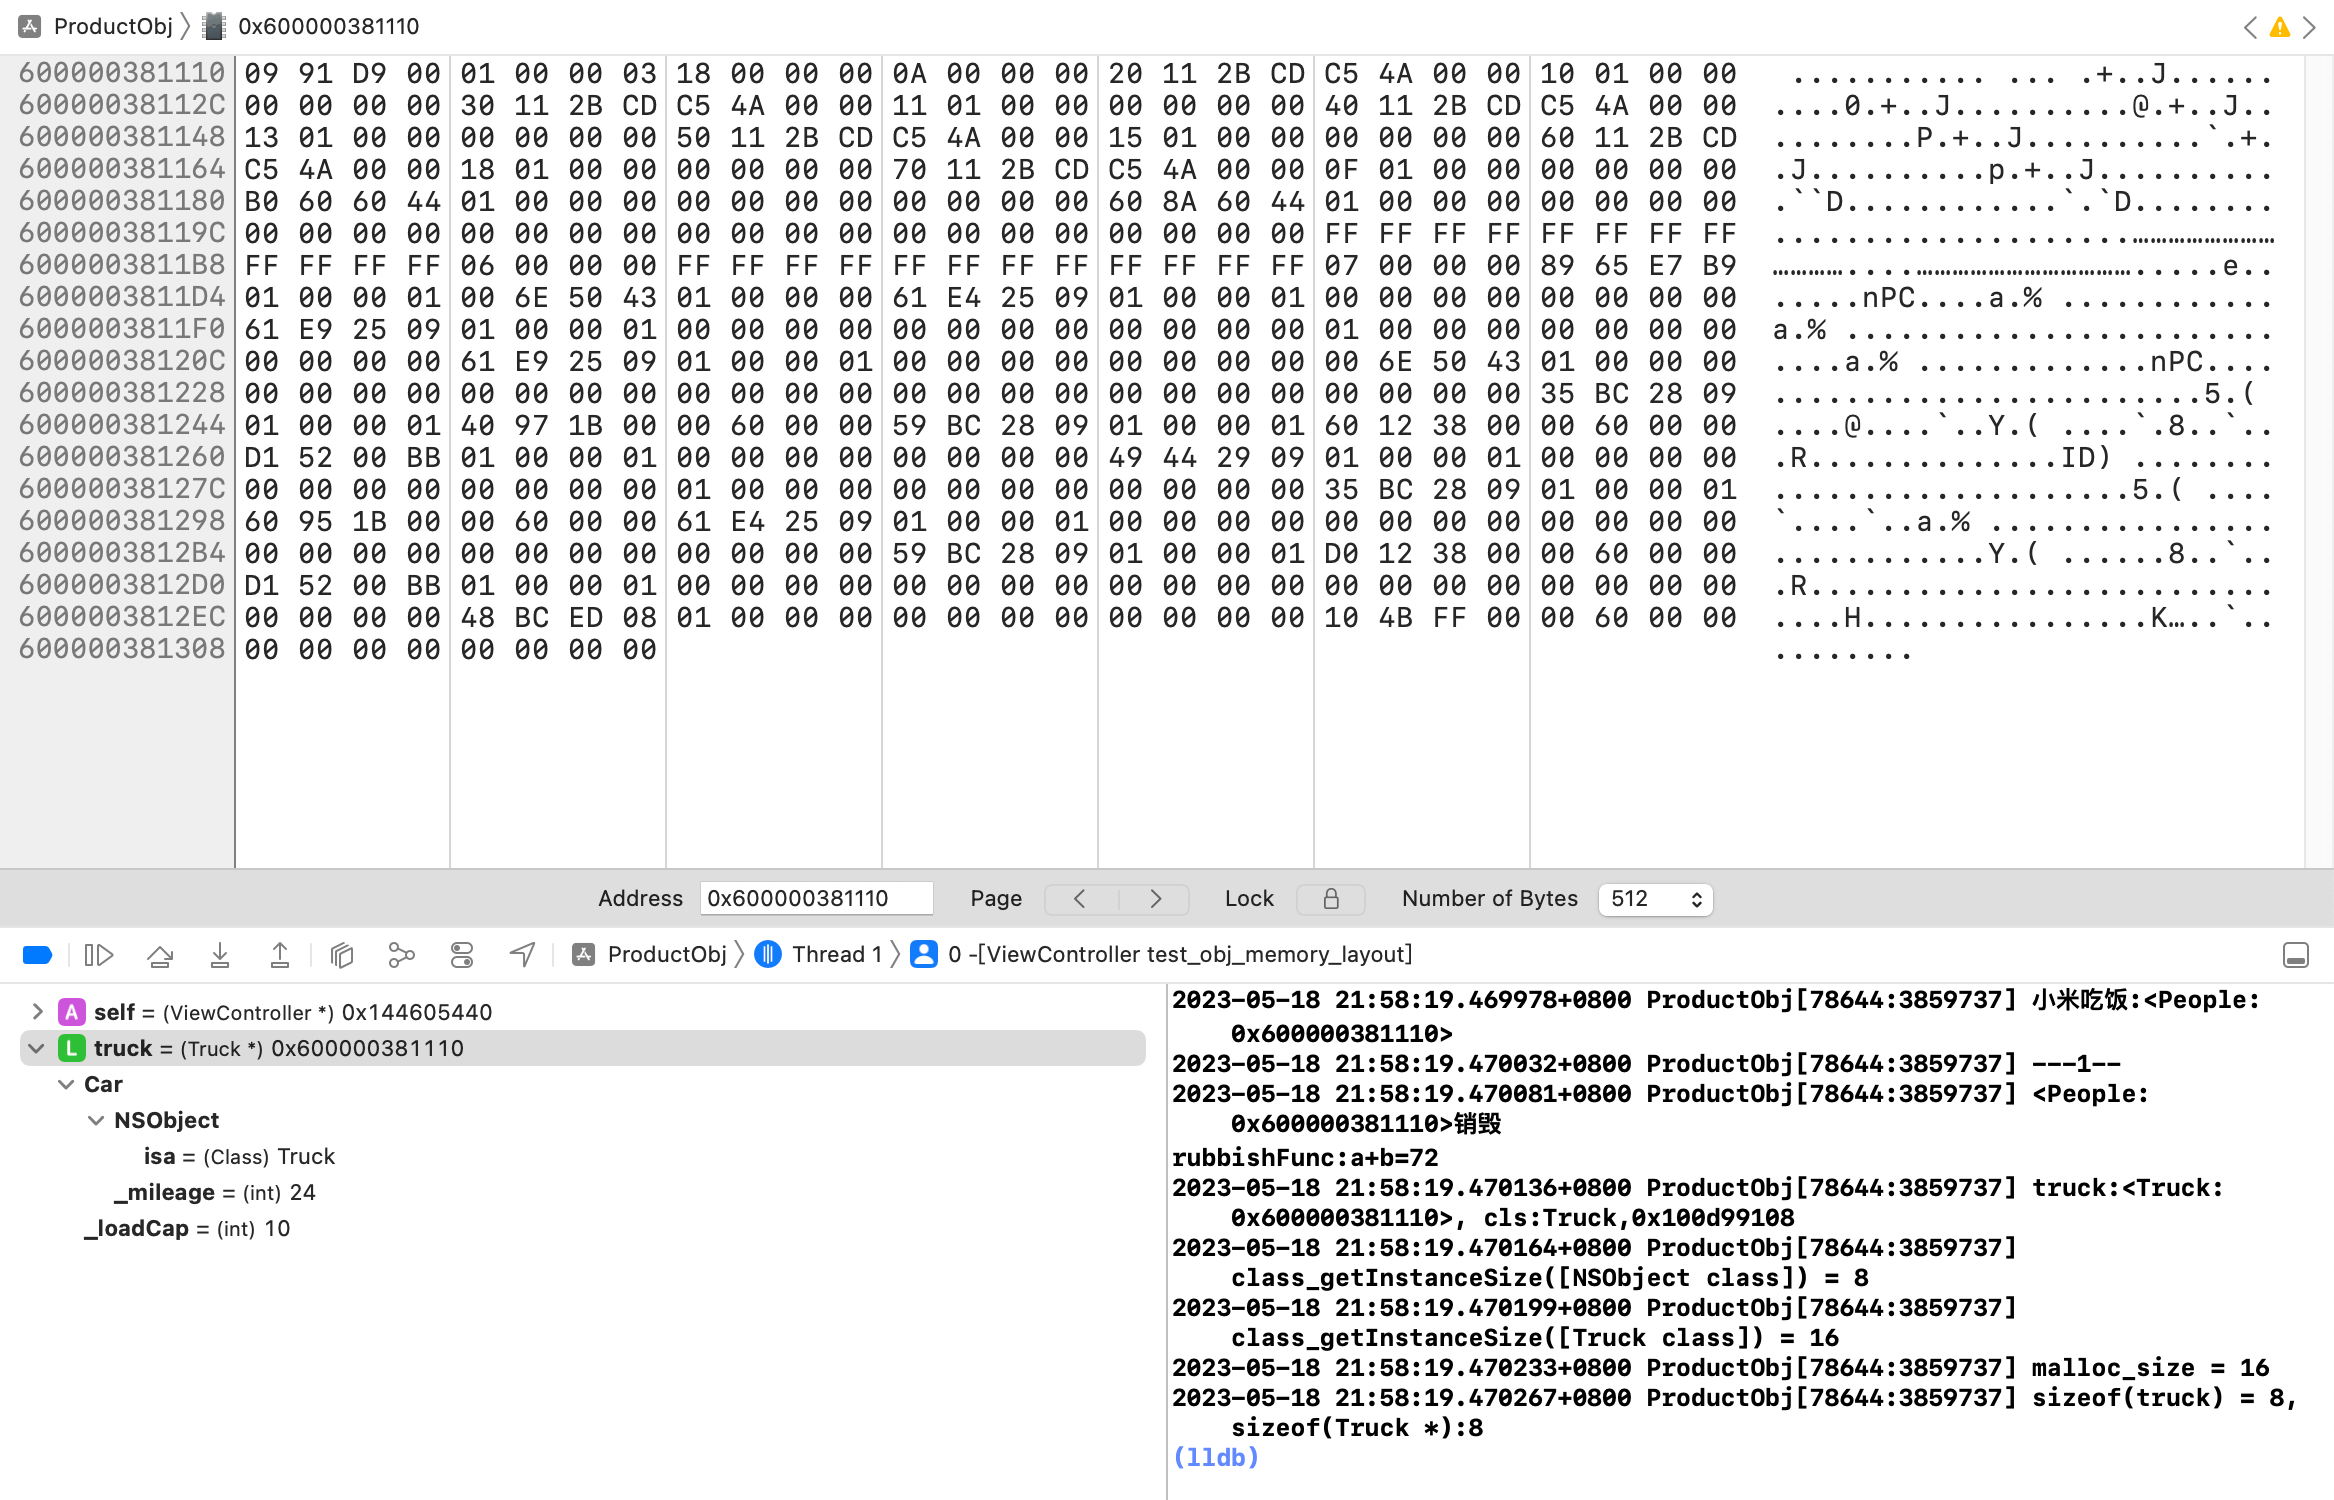 ProductObj 0x600000381110
600000381110 09 91 D9 00 01 00 00 03 18 00 00 00 0A 00 00 00 20 11 2B CD C5 4A 00 00 10 01 00 00 ........... ... .+..J......
60000038112C 00 00 00 00 30 11 2B CD C5 4A 00 00 11 01 00 00 00 00 00 00 40 11 2B CD C5 4A 00 00 ....0.+..J..........@.+..J..
600000381148 13 01 00 00 00 00 00 00 50 11 2B CD C5 4A 00 00 15 01 00 00 00 00 00 00 60 11 2B CD ........P.+..J..........`.+.
600000381164 C5 4A 00 00 18 01 00 00 00 00 00 00 70 11 2B CD C5 4A 00 00 0F 01 00 00 00 00 00 00 .J..........p.+..J..........
600000381180 B0 60 60 44 01 00 00 00 00 00 00 00 00 00 00 00 60 8A 60 44 01 00 00 00 00 00 00 00 .``D............`.`D........
60000038119C 00 00 00 00 00 00 00 00 00 00 00 00 00 00 00 00 00 00 00 00 FF FF FF FF FF FF FF FF ....................……………………
6000003811B8 FF FF FF FF 06 00 00 00 FF FF FF FF FF FF FF FF FF FF FF FF 07 00 00 00 89 65 E7 B9 …………....……………………………….....e..
6000003811D4 01 00 00 01 00 6E 50 43 01 00 00 00 61 E4 25 09 01 00 00 01 00 00 00 00 00 00 00 00 .....nPC....a.% ............
6000003811F0 61 E9 25 09 01 00 00 01 00 00 00 00 00 00 00 00 00 00 00 00 01 00 00 00 00 00 00 00 a.% ........................
60000038120C 00 00 00 00 61 E9 25 09 01 00 00 01 00 00 00 00 00 00 00 00 00 6E 50 43 01 00 00 00 ....a.% .............nPC....
600000381228 00 00 00 00 00 00 00 00 00 00 00 00 00 00 00 00 00 00 00 00 00 00 00 00 35 BC 28 09 ........................5.(
600000381244 01 00 00 01 40 97 1B 00 00 60 00 00 59 BC 28 09 01 00 00 01 60 12 38 00 00 60 00 00 ....@....`..Y.( ....`.8..`..
600000381260 D1 52 00 BB 01 00 00 01 00 00 00 00 00 00 00 00 49 44 29 09 01 00 00 01 00 00 00 00 .R..............ID) ........
60000038127C 00 00 00 00 00 00 00 00 01 00 00 00 00 00 00 00 00 00 00 00 35 BC 28 09 01 00 00 01 ....................5.( ....
600000381298 60 95 1B 00 00 60 00 00 61 E4 25 09 01 00 00 01 00 00 00 00 00 00 00 00 00 00 00 00 `....`..a.% ................
6000003812B4 00 00 00 00 00 00 00 00 00 00 00 00 59 BC 28 09 01 00 00 01 D0 12 38 00 00 60 00 00 ............Y.( ......8..`..
6000003812D0 D1 52 00 BB 01 00 00 01 00 00 00 00 00 00 00 00 00 00 00 00 00 00 00 00 00 00 00 00 .R..........................
6000003812EC 00 00 00 00 48 BC ED 08 01 00 00 00 00 00 00 00 00 00 00 00 10 4B FF 00 00 60 00 00 ....H................K…..`..
600000381308 00 00 00 00 00 00 00 00 ........
Address 0x600000381110 Page Lock Number of Bytes 512
ProductObj Thread 1 0 -[ViewController test_obj_memory_layout]
A self = (ViewController *) 0x144605440
L truck = (Truck *) 0x600000381110
Car
NSObject
isa = (Class) Truck
_mileage = (int) 24
_loadCap = (int) 10
2023-05-18 21:58:19.469978+0800 ProductObj[78644:3859737] 小米吃饭:<People:
0x600000381110>
2023-05-18 21:58:19.470032+0800 ProductObj[78644:3859737] ---1--
2023-05-18 21:58:19.470081+0800 ProductObj[78644:3859737] <People:
0x600000381110>销毁
rubbishFunc:a+b=72
2023-05-18 21:58:19.470136+0800 ProductObj[78644:3859737] truck:<Truck:
0x600000381110>, cls:Truck,0x100d99108
2023-05-18 21:58:19.470164+0800 ProductObj[78644:3859737]
class_getInstanceSize([NSObject class]) = 8
2023-05-18 21:58:19.470199+0800 ProductObj[78644:3859737]
class_getInstanceSize([Truck class]) = 16
2023-05-18 21:58:19.470233+0800 ProductObj[78644:3859737] malloc_size = 16
2023-05-18 21:58:19.470267+0800 ProductObj[78644:3859737] sizeof(truck) = 8,
sizeof(Truck *):8
(lldb)